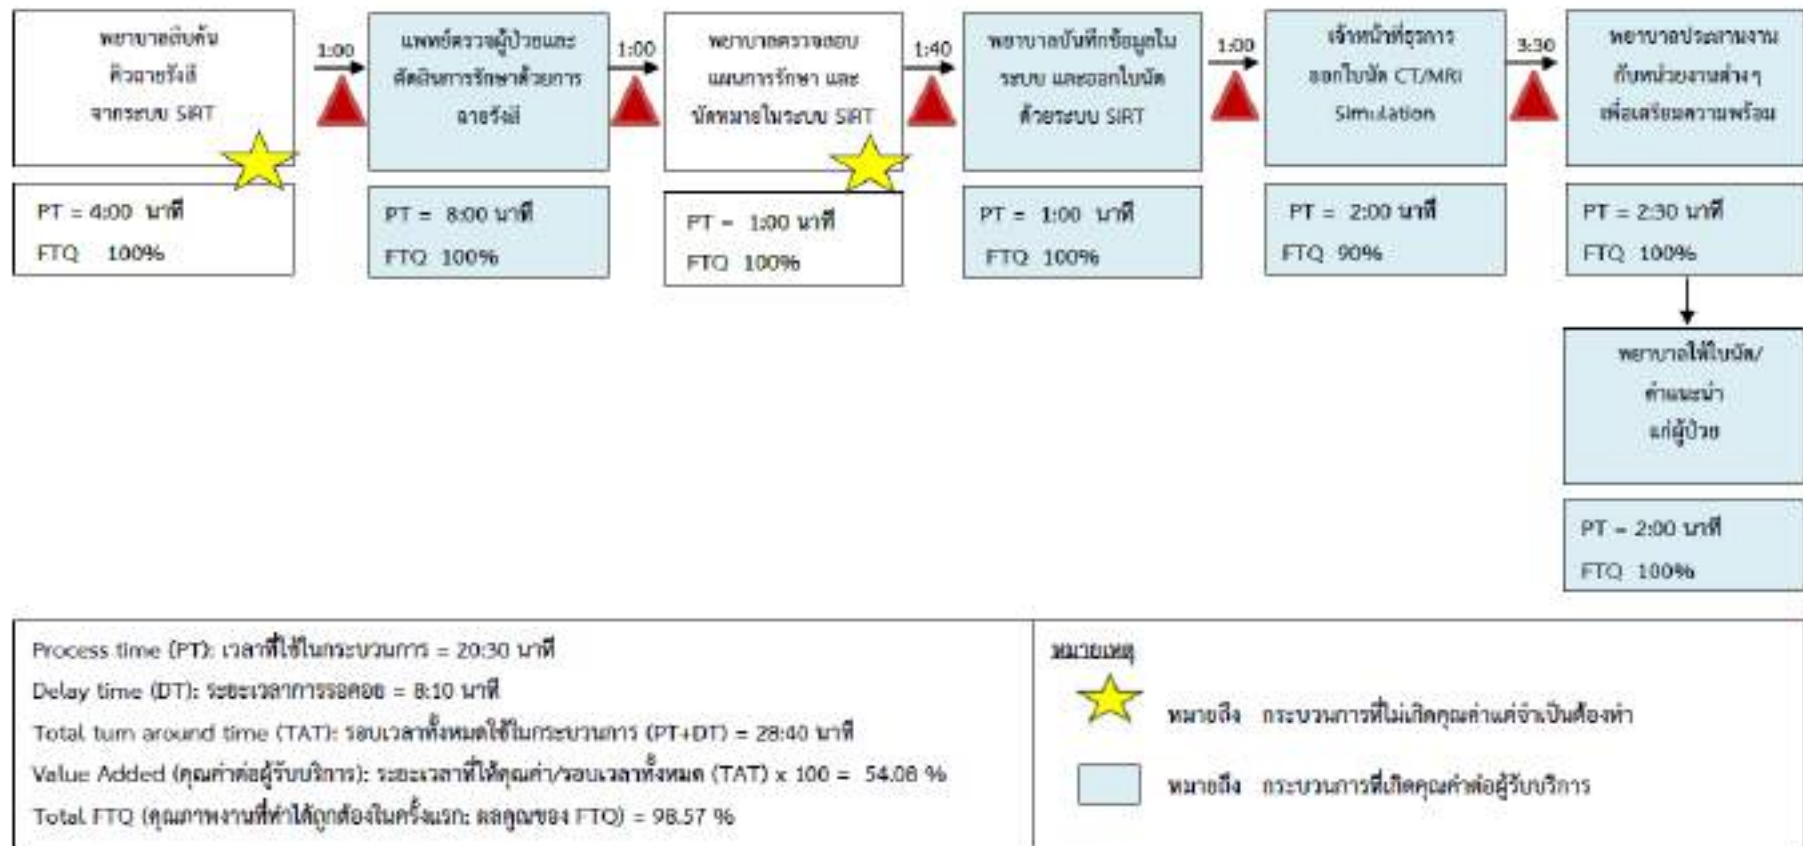 พยาบาลสืบค้น
คิวฉายรังสี
จากระบบ SiRT
1:00
แพทย์ตรวจผู้ป่วยและ
ตัดสินการรักษาด้วยการ
ฉายรังสี
1:00
พยาบาลตรวจสอบ
แผนการรักษา และ
นัดหมายในระบบ SiRT
1:40
พยาบาลบันทึกข้อมูลใน
ระบบ และออกใบนัด
ด้วยระบบ SiRT
1:00
เจ้าหน้าที่ธุรการ
ออกใบนัด CT/MRI
Simulation
3:30
พยาบาลประสานงาน
กับหน่วยงานต่างๆ
เพื่อเตรียมความพร้อม
PT = 4:00 นาที
FTQ 100%
PT = 8:00 นาที
FTQ 100%
PT = 1:00 นาที
FTQ 100%
PT = 1:00 นาที
FTQ 100%
PT = 2:00 นาที
FTQ 90%
PT = 2:30 นาที
FTQ 100%
พยาบาลให้ใบนัด/
คำแนะนำ
แก่ผู้ป่วย
PT = 2:00 นาที
FTQ 100%
Process time (PT): เวลาที่ใช้ในกระบวนการ = 20:30 นาที
Delay time (DT): ระยะเวลาการรอคอย = 8:10 นาที
Total turn around time (TAT): รอบเวลาทั้งหมดใช้ในกระบวนการ (PT+DT) = 28:40 นาที
Value Added (คุณค่าต่อผู้รับบริการ): ระยะเวลาที่ให้คุณค่า/รอบเวลาทั้งหมด (TAT) x 100 = 54.08 %
Total FTQ (คุณภาพงานที่ทำได้ถูกต้องในครั้งแรก: ผลคูณของ FTQ) = 98.57 %
หมายเหตุ
หมายถึง กระบวนการที่ไม่เกิดคุณค่าแต่จำเป็นต้องทำ
หมายถึง กระบวนการที่เกิดคุณค่าต่อผู้รับบริการ